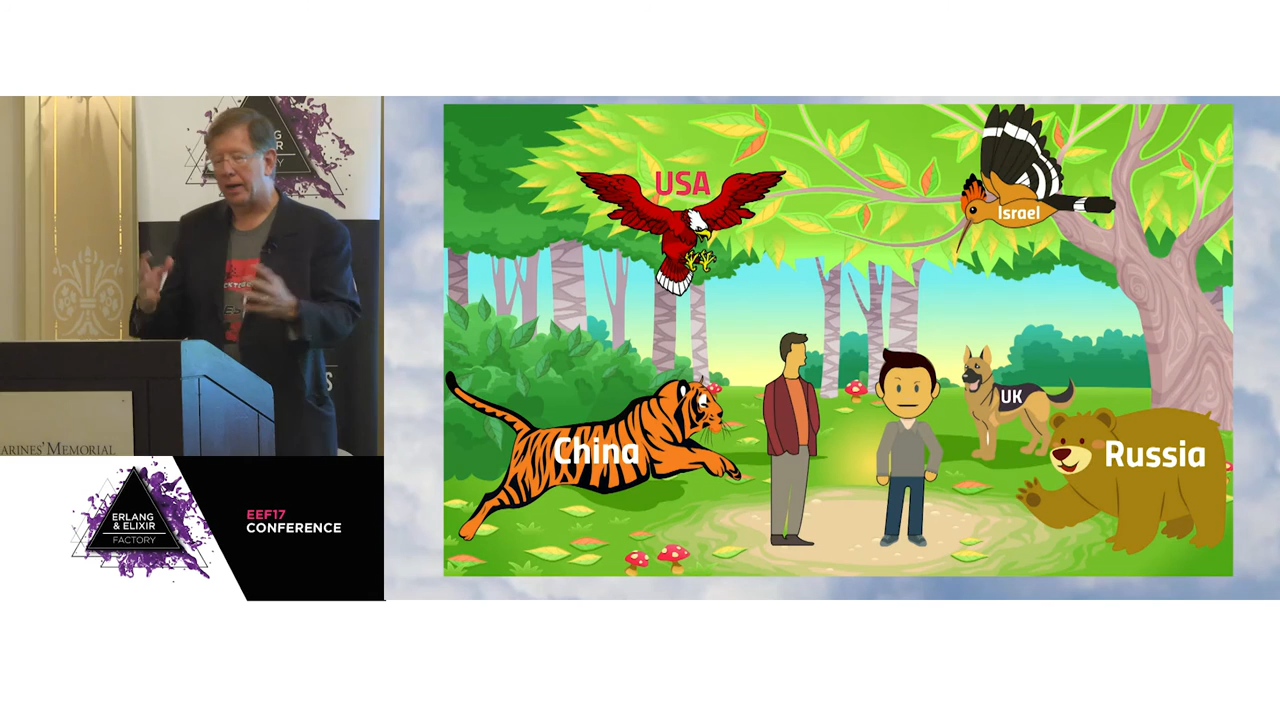 ARINES' MEMORIAL
ERLANG
& ELIXIR
FACTORY
EEF17
CONFERENCE
USA
Israel
China
UK
Russia